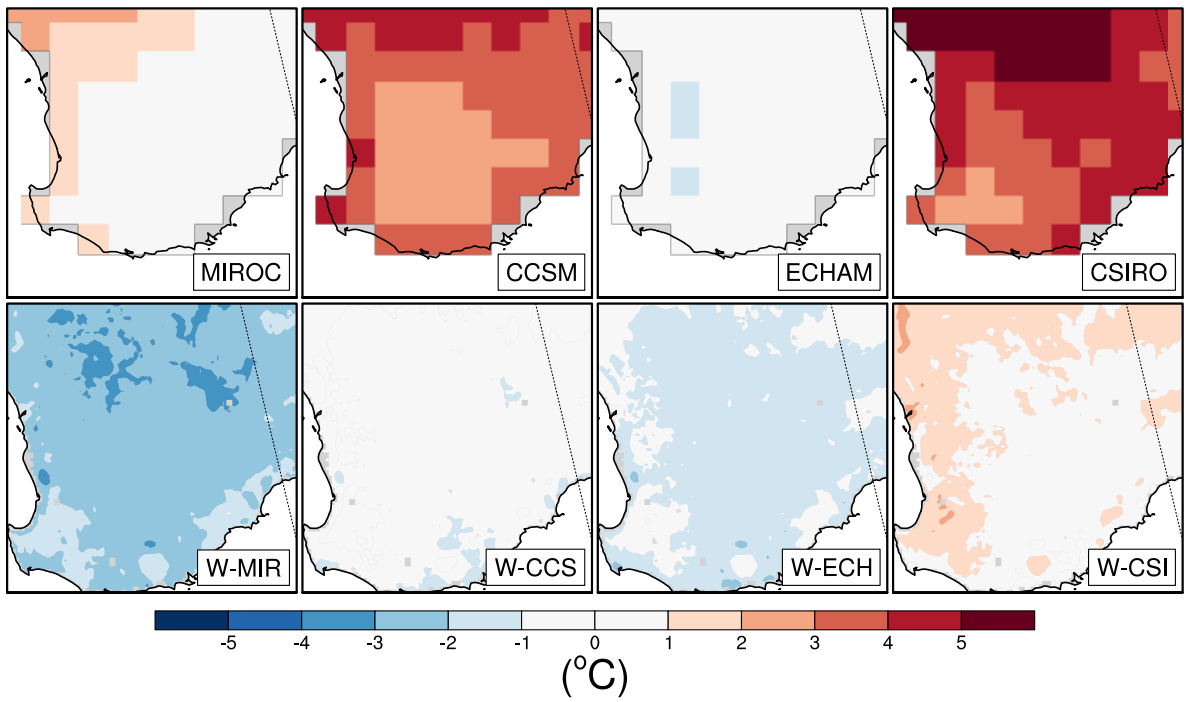 MIROC
CCSM
ECHAM
CSIRO
W-MIR
W-CCS
W-ECH
W-CSI
-5 -4 -3 -2 -1 0 1 2 3 4 5
(°C)